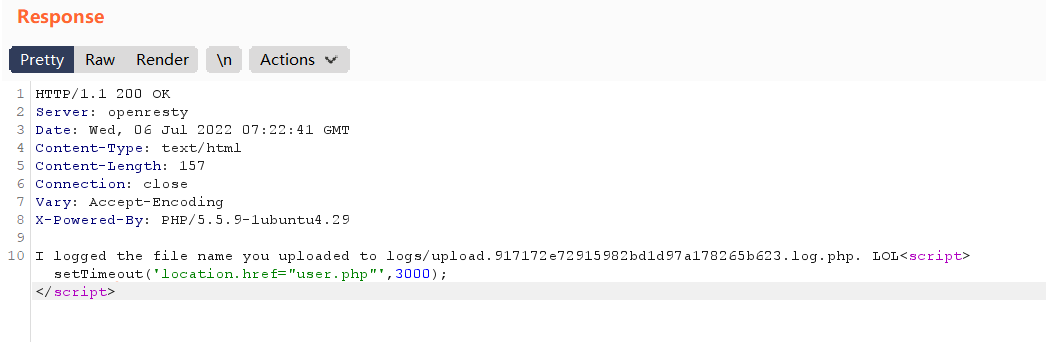 Response
Pretty Raw Render \n Actions
1 HTTP/1.1 200 OK
2 Server: openresty
3 Date: Wed, 06 Jul 2022 07:22:41 GMT
4 Content-Type: text/html
5 Content-Length: 157
6 Connection: close
7 Vary: Accept-Encoding
8 X-Powered-By: PHP/5.5.9-1ubuntu4.29
9
10 I logged the file name you uploaded to logs/upload.917172e72915982bd1d97a178265b623.log.php. LOL<script>
setTimeout('location.href="user.php"',3000);
</script>